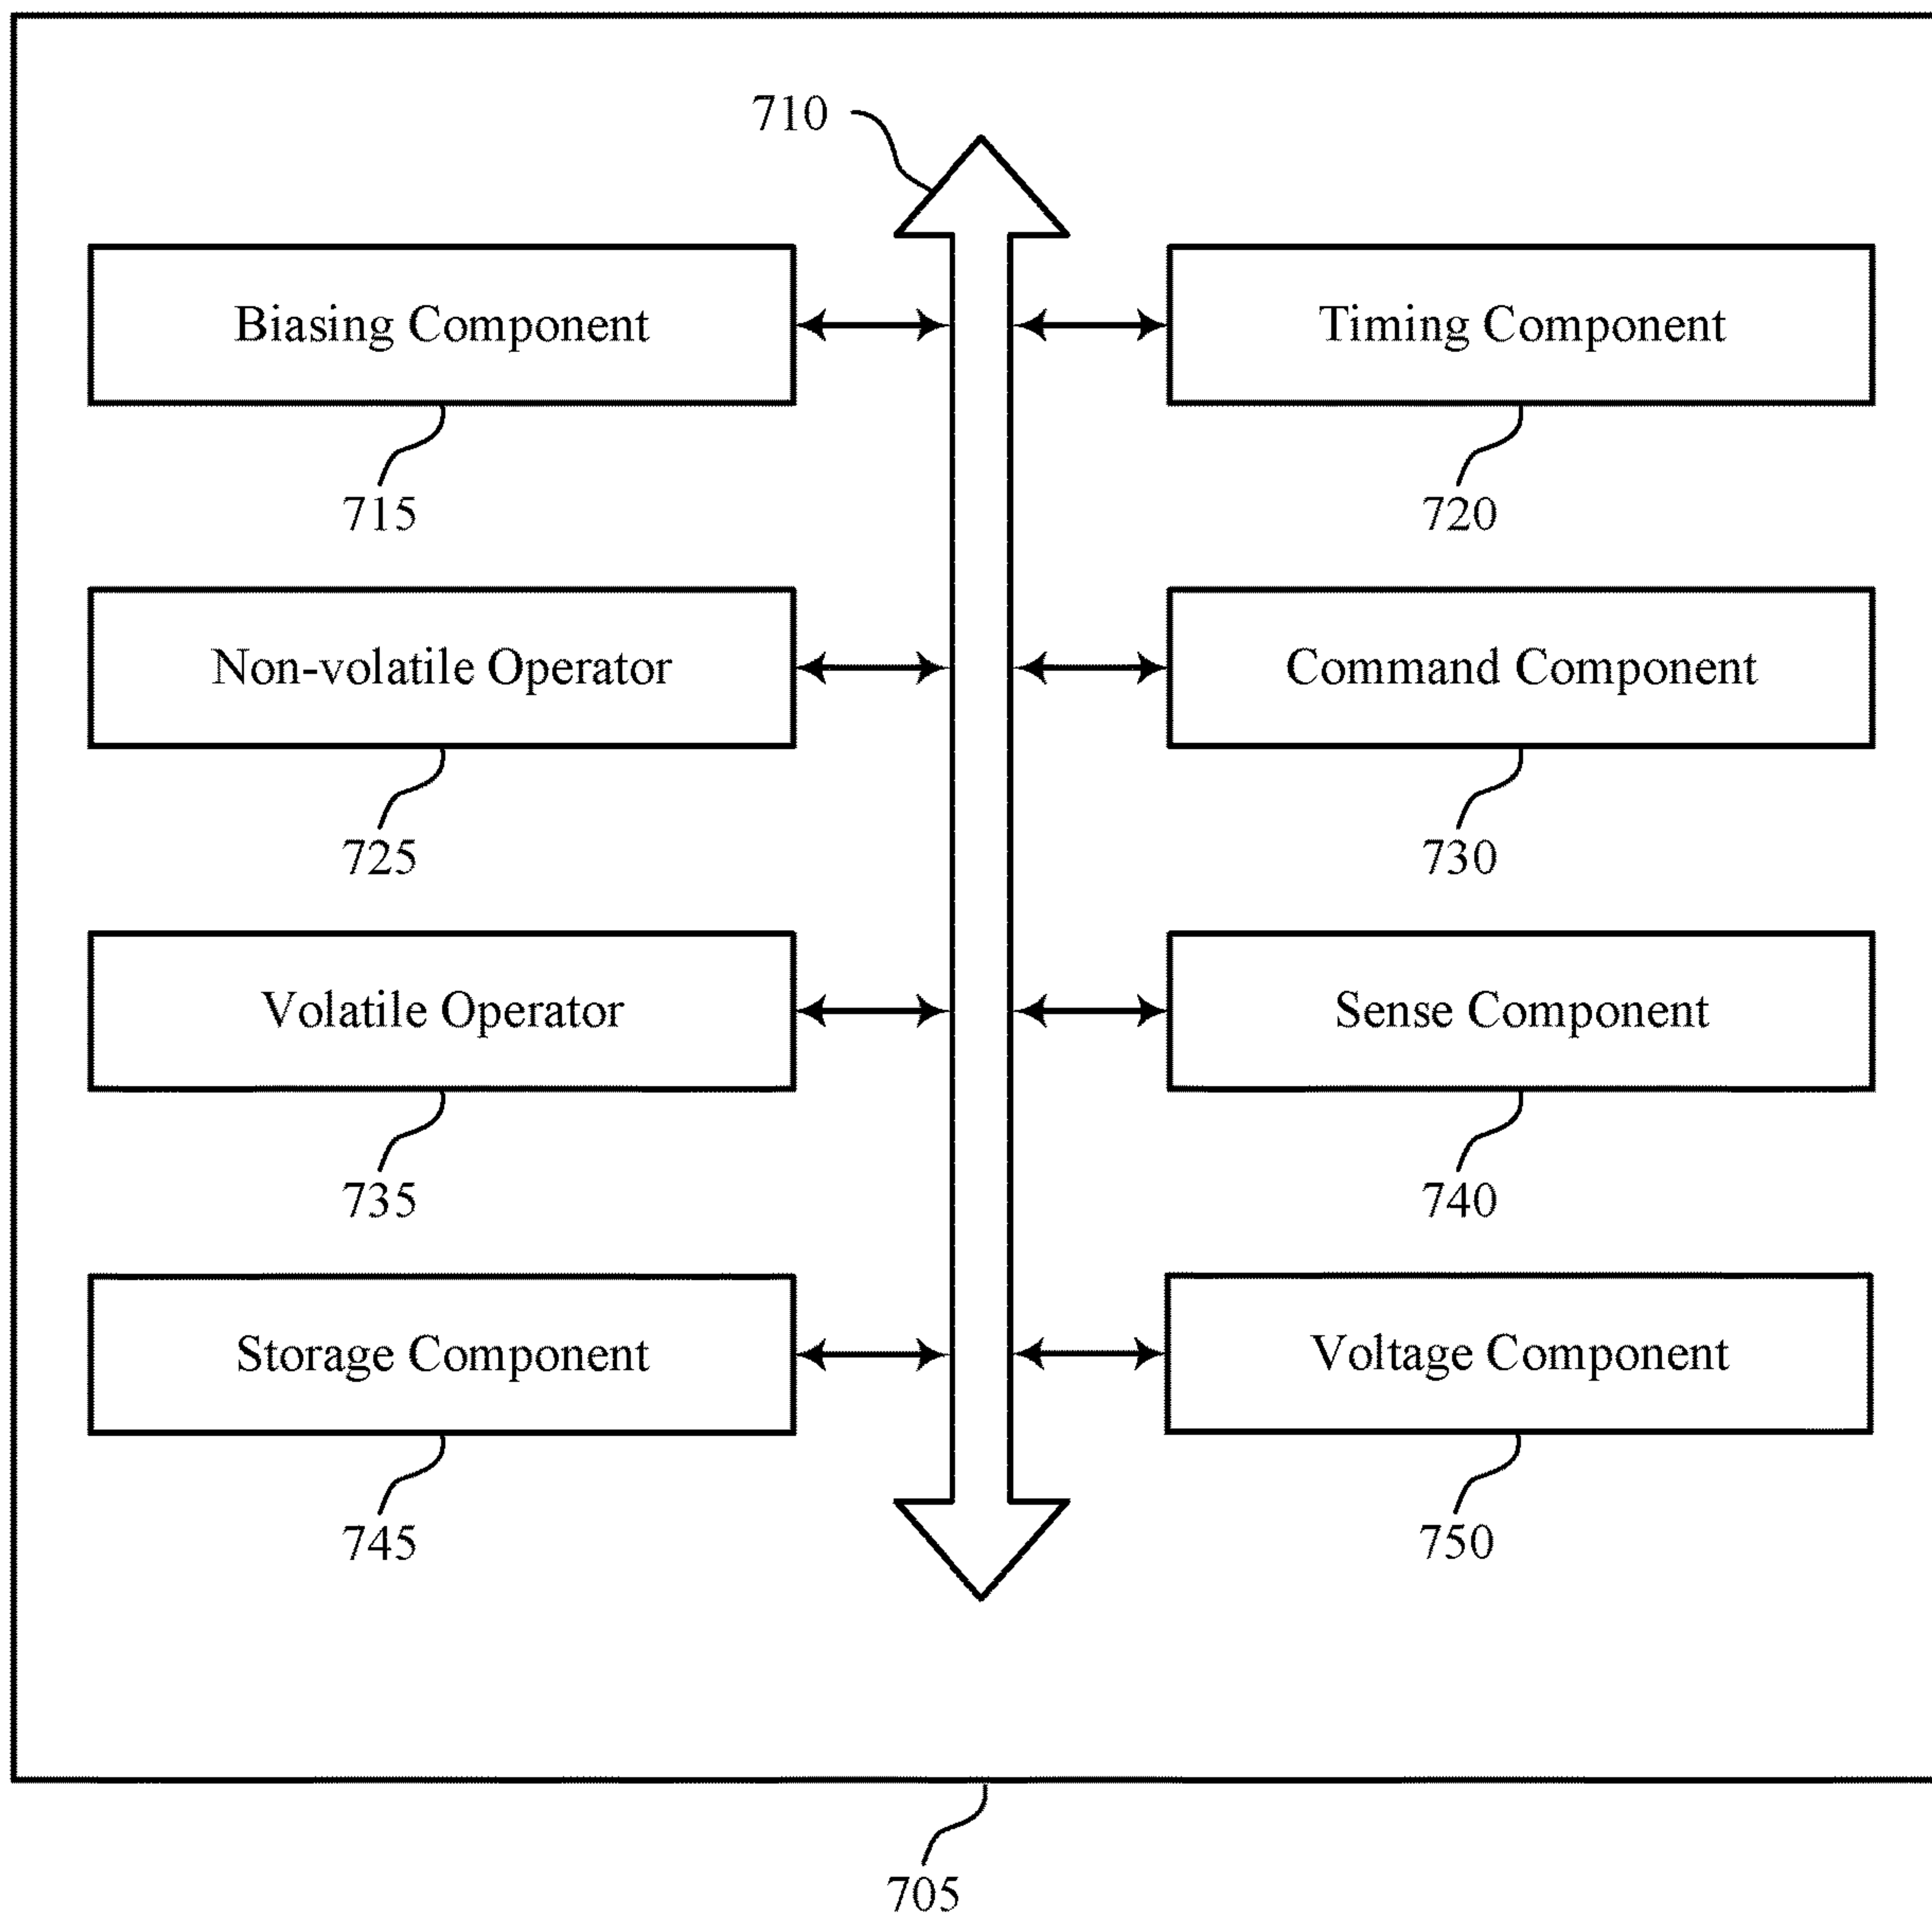 710
Biasing Component
Timing Component
715
720
Non-volatile Operator
Command Component
725
730
Volatile Operator
Sense Component
735
740
Storage Component
Voltage Component
745
750
705